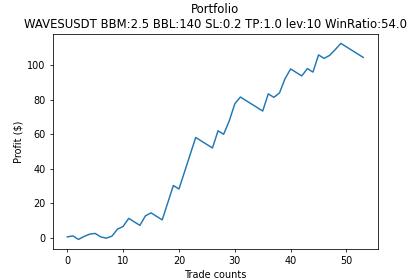 Portfolio
WAVESUSDT BBM:2.5 BBL:140 SL:0.2 TP:1.0 lev:10 WinRatio:54.0
100
80
60
40
20
0
Profit ($)
0 10 20 30 40 50
Trade counts